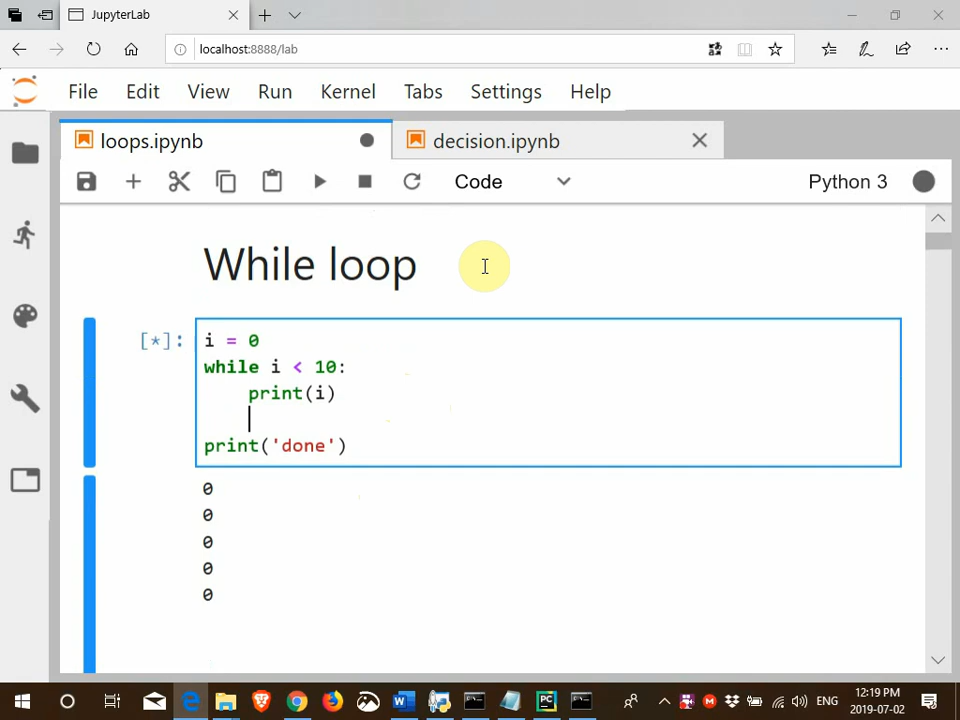 JupyterLab
localhost:8888/lab
File Edit View Run Kernel Tabs Settings Help
loops.ipynb decision.ipynb
Code Python 3
While loop
[*]: i = 0
while i < 10:
print(i)
print('done')
0
0
0
0
0
ENG 12:19 PM
2019-07-02